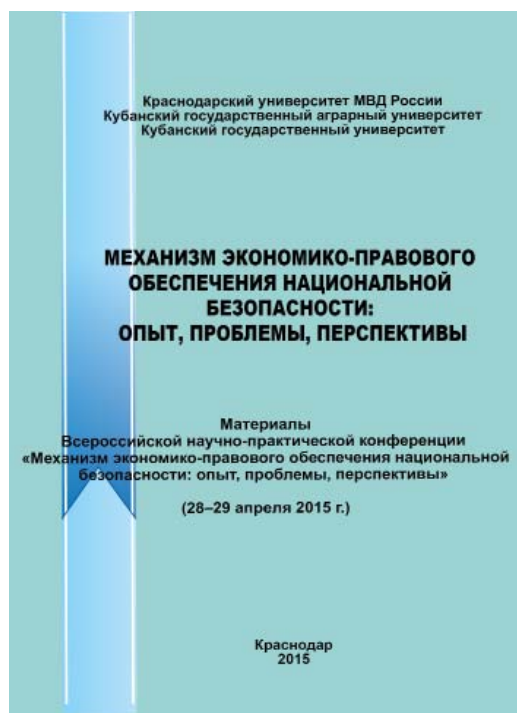 Краснодарский университет МВД России
Кубанский государственный аграрный университет
Кубанский государственный университет
МЕХАНИЗМ ЭКОНОМИКО-ПРАВОВОГО
ОБЕСПЕЧЕНИЯ НАЦИОНАЛЬНОЙ
БЕЗОПАСНОСТИ:
ОПЫТ, ПРОБЛЕМЫ, ПЕРСПЕКТИВЫ
Материалы
Всероссийской научно-практической конференции
«Механизм экономико-правового обеспечения национальной
безопасности: опыт, проблемы, перспективы»
(28–29 апреля 2015 г.)
Краснодар
2015